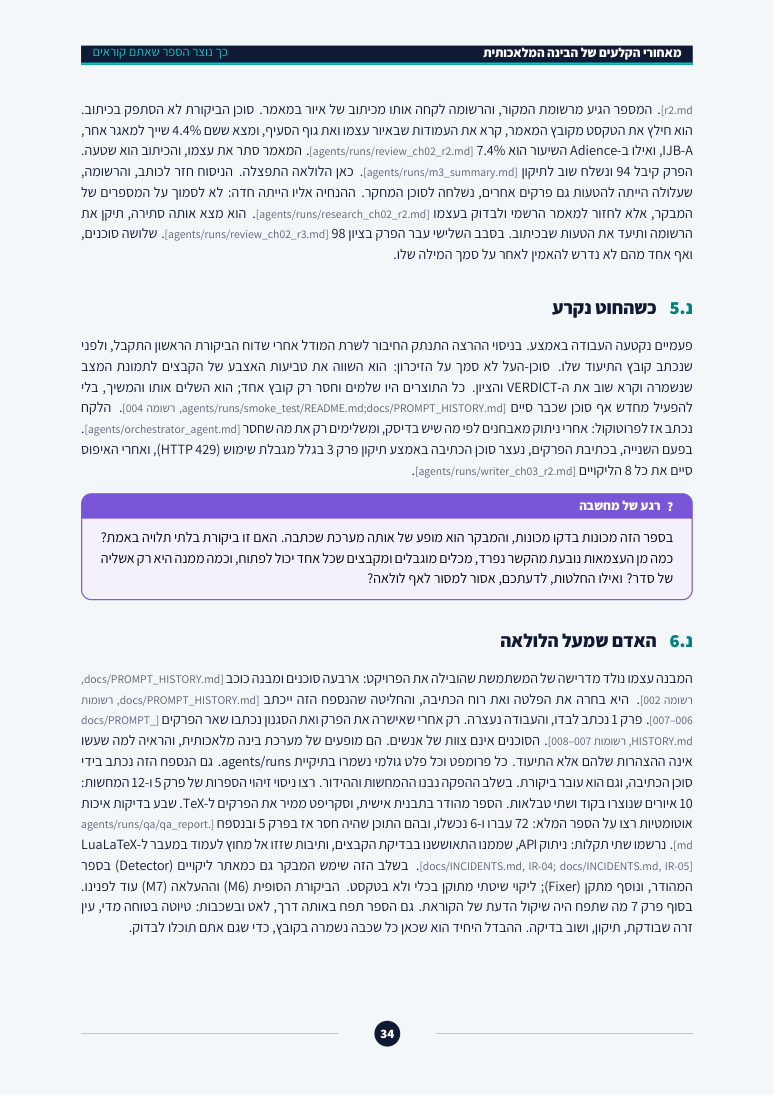 מאחורי הקלעים של הבינה המלאכותית
כך נוצר הספר שאתם קוראים
r2.md]. המספר הגיע מרשומת המקור, והרשומה לקחה אותו מכיתוב של איור במאמר. סוכן הביקורת לא הסתפק בכיתוב.
הוא חילץ את הטקסט מקובץ המאמר, קרא את העמודות שבאיור עצמו ואת גוף הסעיף, ומצא ששם 4.4% שייך למאגר אחר,
IJB-A, ואילו ב-Adience השיעור הוא 7.4% [agents/runs/review_ch02_r2.md]. המאמר סתר את עצמו, והכיתוב הוא שטעה.
הפרק קיבל 94 ונשלח שוב לתיקון [agents/runs/m3_summary.md]. כאן הלולאה התפצלה. הניסוח חזר לכותב, והרשומה,
שעלולה הייתה להטעות גם פרקים אחרים, נשלחה לסוכן המחקר. ההנחיה אליו הייתה חדה: לא לסמוך על המספרים של
המבקר, אלא לחזור למאמר הרשמי ולבדוק בעצמו [agents/runs/research_ch02_r2.md]. הוא מצא אותה סתירה, תיקן את
הרשומה ותיעד את הטעות שבכיתוב. בסבב השלישי עבר הפרק בציון 98 [agents/runs/review_ch02_r3.md]. שלושה סוכנים,
ואף אחד מהם לא נדרש להאמין לאחר על סמך המילה שלו.
נ.5 כשהחוט נקרע
פעמיים נקטעה העבודה באמצע. בניסוי ההרצה התנתק החיבור לשרת המודל אחרי שדוח הביקורת הראשון התקבל, ולפני
שנכתב קובץ התיעוד שלו. סוכן-העל לא סמך על הזיכרון: הוא השווה את טביעות האצבע של הקבצים לתמונת המצב
שנשמרה וקרא שוב את ה-VERDICT והציון. כל התוצרים היו שלמים וחסר רק קובץ אחד; הוא השלים אותו והמשיך, בלי
להפעיל מחדש אף סוכן שכבר סיים [agents/runs/smoke_test/README.md;docs/PROMPT_HISTORY.md, רשומה 004]. הלקח
נכתב אז לפרוטוקול: אחרי ניתוק מאבחנים לפי מה שיש בדיסק, ומשלימים רק את מה שחסר [agents/orchestrator_agent.md].
בפעם השנייה, בכתיבת הפרקים, נעצר סוכן הכתיבה באמצע תיקון פרק 3 בגלל מגבלת שימוש (HTTP 429), ואחרי האיפוס
סיים את כל 8 הליקויים [agents/runs/writer_ch03_r2.md].
? רגע של מחשבה
בספר הזה מכונות בדקו מכונות, והמבקר הוא מופע של אותה מערכת שכתבה. האם זו ביקורת בלתי תלויה באמת?
כמה מן העצמאות נובעת מהקשר נפרד, מכלים מוגבלים ומקבצים שכל אחד יכול לפתוח, וכמה ממנה היא רק אשליה
של סדר? ואילו החלטות, לדעתכם, אסור למסור לאף לולאה?
נ.6 האדם שמעל הלולאה
המבנה עצמו נולד מדרישה של המשתמשת שהובילה את הפרויקט: ארבעה סוכנים ומבנה כוכב [docs/PROMPT_HISTORY.md,
רשומה 002]. היא בחרה את הפלטה ואת רוח הכתיבה, והחליטה שהנספח הזה ייכתב [docs/PROMPT_HISTORY.md, רשומות
006–007]. פרק 1 נכתב לבדו, והעבודה נעצרה. רק אחרי שאישרה את הפרק ואת הסגנון נכתבו שאר הפרקים [docs/PROMPT_
HISTORY.md, רשומות 007–008]. הסוכנים אינם צוות של אנשים. הם מופעים של מערכת בינה מלאכותית, והראיה למה שעשו
אינה ההצהרות שלהם אלא התיעוד. כל פרומפט וכל פלט גולמי נשמרו בתיקיית agents/runs. גם הנספח הזה נכתב בידי
סוכן הכתיבה, וגם הוא עובר ביקורת. בשלב ההפקה נבנו ההמחשות וההידור. רצו ניסוי זיהוי הספרות של פרק 5 ו-12 המחשות:
10 איורים שנוצרו בקוד ושתי טבלאות. הספר מהודר בתבנית אישית, וסקריפט ממיר את הפרקים ל-TeX. שבע בדיקות איכות
אוטומטיות רצו על הספר המלא: 72 עברו ו-6 נכשלו, ובהם התוכן שהיה חסר אז בפרק 5 ובנספח [agents/runs/qa/qa_report.
md]. נרשמו שתי תקלות: ניתוק API, שממנו התאוששנו בבדיקת הקבצים, ותיבות שזזו אל מחוץ לעמוד במעבר ל-LuaLaTeX
[docs/INCIDENTS.md, IR-04; docs/INCIDENTS.md, IR-05]. בשלב הזה שימש המבקר גם כמאתר ליקויים (Detector) בספר
המהודר, ונוסף מתקן (Fixer); ליקוי שיטתי מתוקן בכלי ולא בטקסט. הביקורת הסופית (M6) וההעלאה (M7) עוד לפנינו.
בסוף פרק 7 מה שתפח היה שיקול הדעת של הקוראת. גם הספר תפח באותה דרך, לאט ובשכבות: טיוטה בטוחה מדי, עין
זרה שבודקת, תיקון, ושוב בדיקה. ההבדל היחיד הוא שכאן כל שכבה נשמרה בקובץ, כדי שגם אתם תוכלו לבדוק.
34